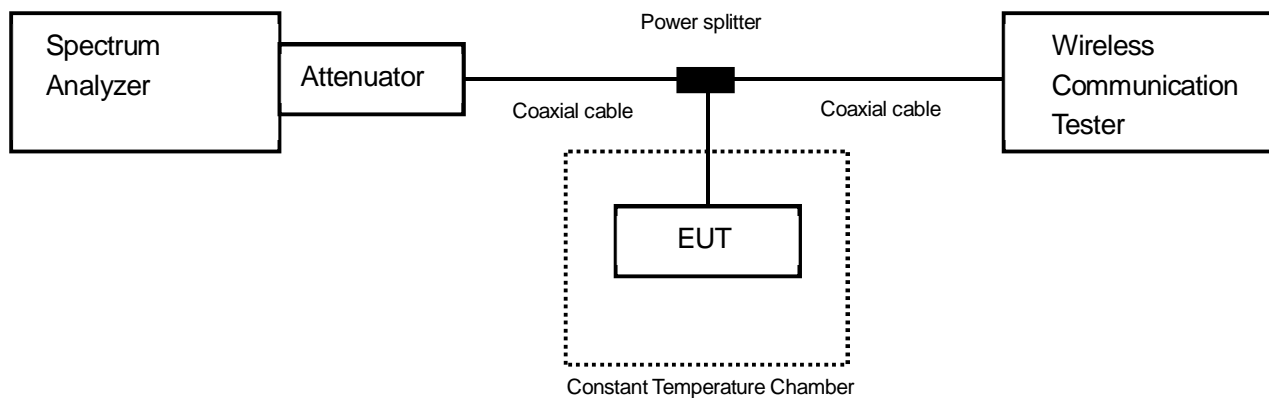 Power splitter
Spectrum
Analyzer
Attenuator
Wireless
Communication
Tester
Coaxial cable
Coaxial cable
EUT
Constant Temperature Chamber